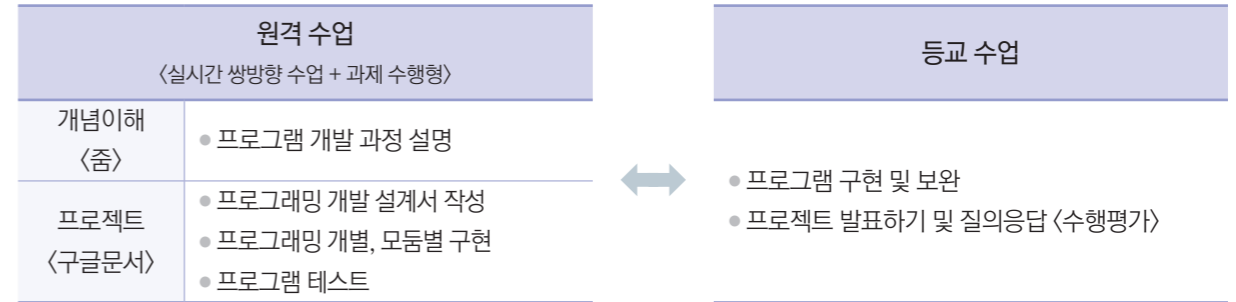 원격 수업
〈실시간 쌍방향 수업 + 과제 수행형〉
개념이해
〈줌〉
● 프로그램 개발 과정 설명
프로젝트
〈구글문서〉
● 프로그래밍 개발 설계서 작성
● 프로그래밍 개별, 모둠별 구현
● 프로그램 테스트
등교 수업
● 프로그램 구현 및 보완
● 프로젝트 발표하기 및 질의응답 〈수행평가〉